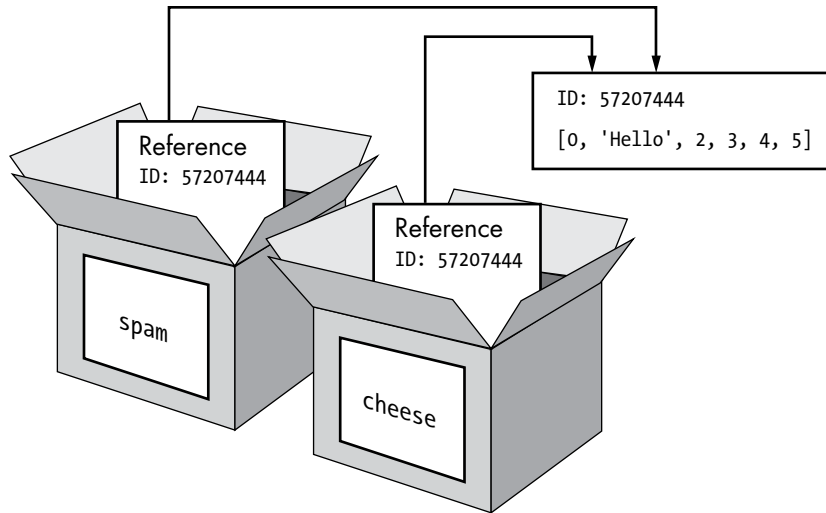 ID: 57207444
[0, 'Hello', 2, 3, 4, 5]
Reference
ID: 57207444
Reference
ID: 57207444
spam
cheese